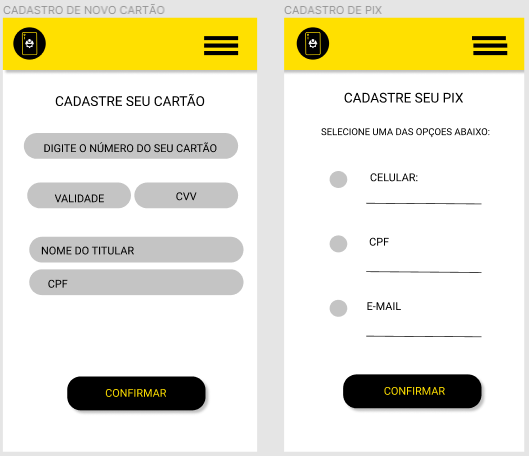 CADASTRO DE NOVO CARTÃO
CADASTRE SEU CARTÃO
DIGITE O NÚMERO DO SEU CARTÃO
VALIDADE
CVV
NOME DO TITULAR
CPF
CONFIRMAR
CADASTRO DE PIX
CADASTRE SEU PIX
SELECIONE UMA DAS OPÇOES ABAIXO:
CELULAR:
CPF
E-MAIL
CONFIRMAR